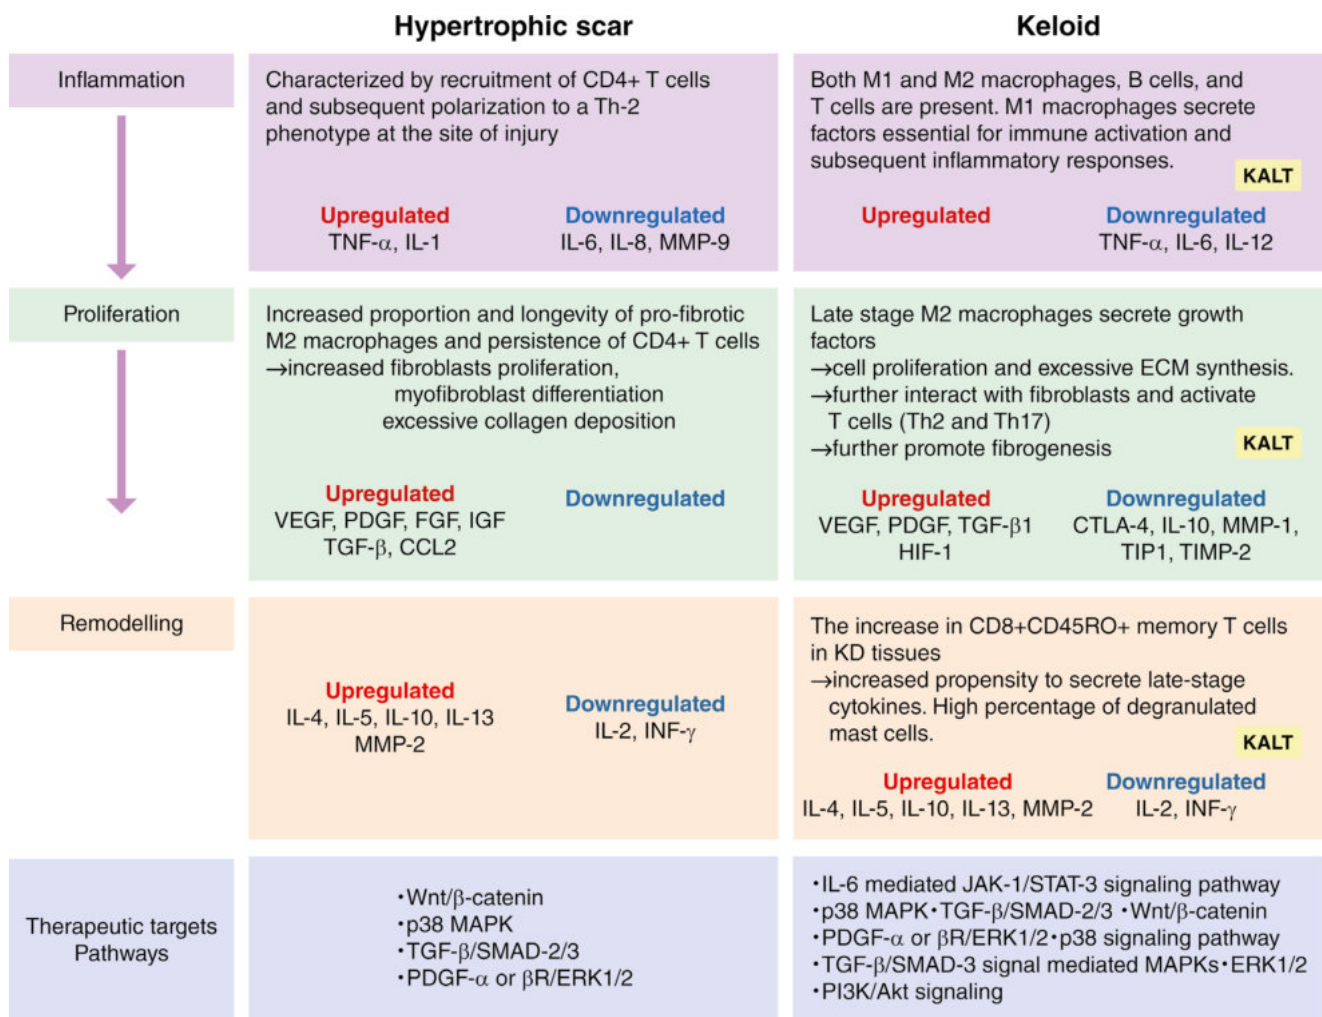 Hypertrophic scar
Keloid
Inflammation
Characterized by recruitment of CD4+ T cells
and subsequent polarization to a Th-2
phenotype at the site of injury
Upregulated
TNF-α, IL-1
Downregulated
IL-6, IL-8, MMP-9
Both M1 and M2 macrophages, B cells, and
T cells are present. M1 macrophages secrete
factors essential for immune activation and
subsequent inflammatory responses.
KALT
Upregulated
Downregulated
TNF-α, IL-6, IL-12
Proliferation
Increased proportion and longevity of pro-fibrotic
M2 macrophages and persistence of CD4+ T cells
→increased fibroblasts proliferation,
myofibroblast differentiation
excessive collagen deposition
Upregulated
VEGF, PDGF, FGF, IGF
TGF-β, CCL2
Downregulated
Late stage M2 macrophages secrete growth
factors
→cell proliferation and excessive ECM synthesis.
→further interact with fibroblasts and activate
T cells (Th2 and Th17)
→further promote fibrogenesis
KALT
Upregulated
VEGF, PDGF, TGF-β1
HIF-1
Downregulated
CTLA-4, IL-10, MMP-1,
TIP1, TIMP-2
Remodelling
Upregulated
IL-4, IL-5, IL-10, IL-13
MMP-2
Downregulated
IL-2, INF-γ
The increase in CD8+CD45RO+ memory T cells
in KD tissues
→increased propensity to secrete late-stage
cytokines. High percentage of degranulated
mast cells.
KALT
Upregulated
IL-4, IL-5, IL-10, IL-13, MMP-2
Downregulated
IL-2, INF-γ
Therapeutic targets
Pathways
・Wnt/β-catenin
・p38 MAPK
・TGF-β/SMAD-2/3
・PDGF-α or βR/ERK1/2
・IL-6 mediated JAK-1/STAT-3 signaling pathway
・p38 MAPK・TGF-β/SMAD-2/3 ・Wnt/β-catenin
・PDGF-α or βR/ERK1/2・p38 signaling pathway
・TGF-β/SMAD-3 signal mediated MAPKs・ERK1/2
・PI3K/Akt signaling